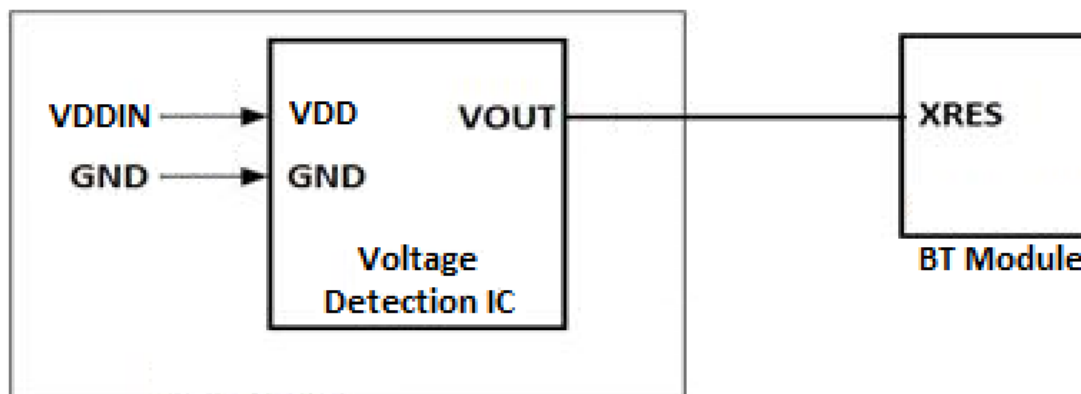 VDDIN
VDD
VOUT
XRES
GND
GND
Voltage
Detection IC
BT Module